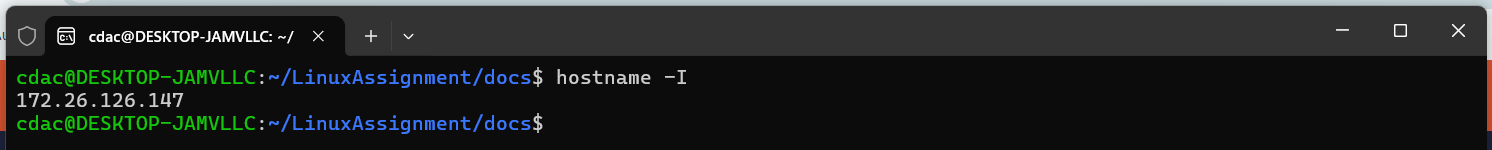 cdac@DESKTOP-JAMVLLC: ~/
cdac@DESKTOP-JAMVLLC:~/LinuxAssignment/docs$ hostname -I
172.26.126.147
cdac@DESKTOP-JAMVLLC:~/LinuxAssignment/docs$